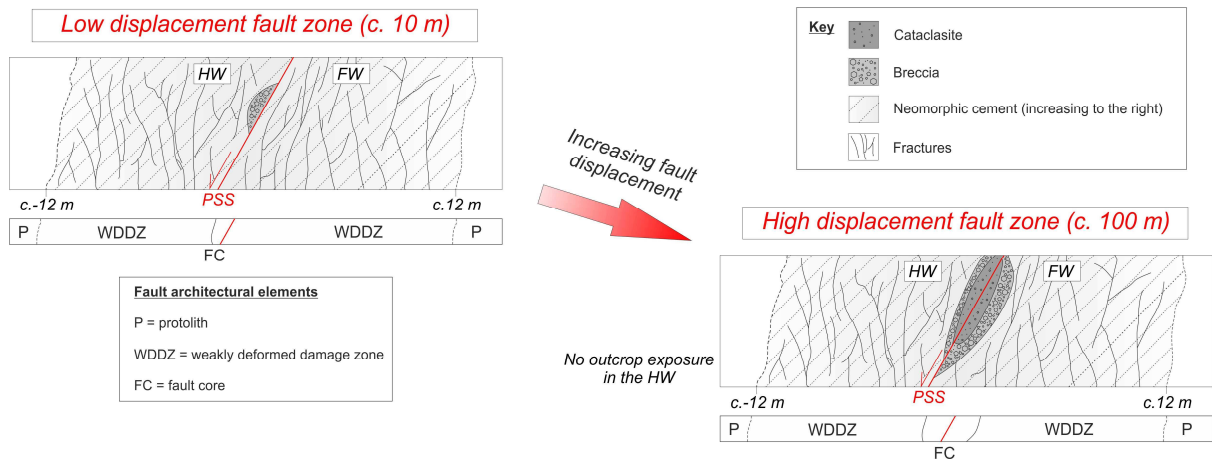 Low displacement fault zone (c. 10 m)
HW
FW
PSS
c.-12 m
c.12 m
P
WDDZ
WDDZ
P
FC
Fault architectural elements
P = protolith
WDDZ = weakly deformed damage zone
FC = fault core
Increasing fault
displacement
Key
Cataclasite
Breccia
Neomorphic cement (increasing to the right)
Fractures
High displacement fault zone (c. 100 m)
HW
FW
No outcrop exposure
in the HW
PSS
c.-12 m
c.12 m
P
WDDZ
WDDZ
P
FC